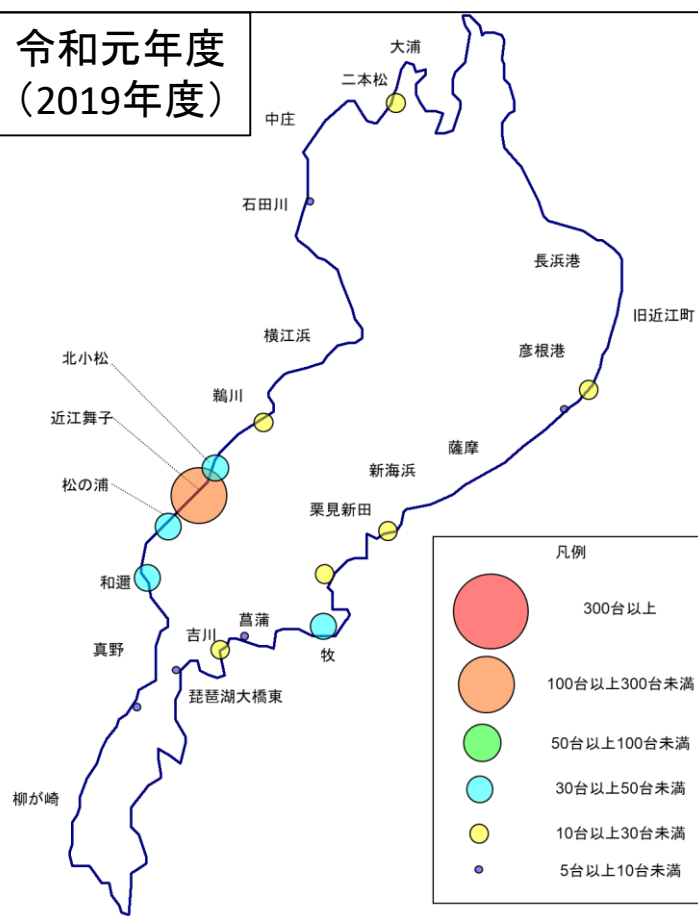 令和元年度
（2019年度）
大浦
二本松
中庄
石田川
長浜港
旧近江町
横江浜
彦根港
北小松
鵜川
近江舞子
薩摩
新海浜
松の浦
栗見新田
和邇
菖蒲
吉川
牧
真野
琵琶湖大橋東
柳が崎
凡例
300台以上
100台以上300台未満
50台以上100台未満
30台以上50台未満
10台以上30台未満
5台以上10台未満